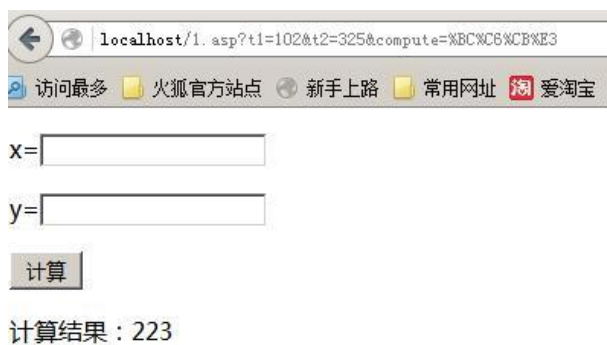 localhost/1.asp?t1=102&t2=325&compute=%BC%C6%CB%E3
访问最多 火狐官方站点 新手上路 常用网址 淘 爱淘宝
x=
y=
计算
计算结果：223